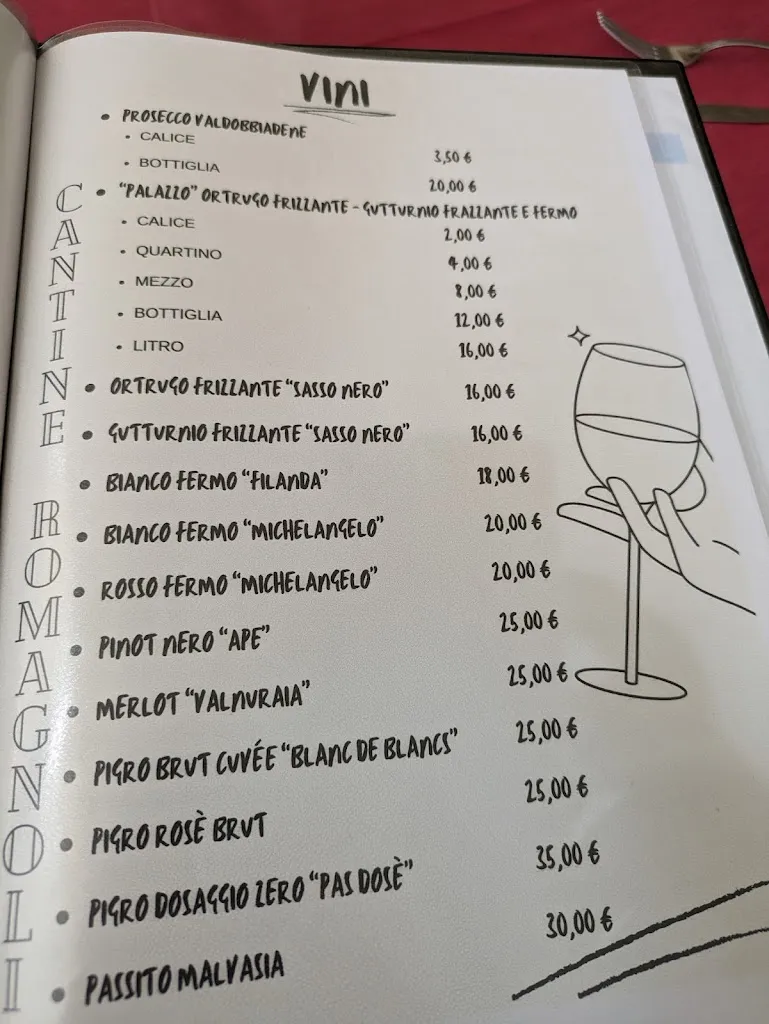 Vini
• PROSECCO VALDOBBIADENE
• CALICE 3,50 €
• BOTTIGLIA 20,00 €
• "PALAZZO" ORTRUGO FRIZZANTE - GUTTURNIO FRAZZANTE E FERMO
• CALICE 2,00 €
• QUARTINO 4,00 €
• MEZZO 8,00 €
• BOTTIGLIA 12,00 €
• LITRO 16,00 €
• ORTRUGO FRIZZANTE "SASSO NERO" 16,00 €
• GUTTURNIO FRIZZANTE "SASSO NERO" 16,00 €
• BIANCO FERMO "FILANDA" 18,00 €
• BIANCO FERMO "MICHELANGELO" 20,00 €
• ROSSO FERMO "MICHELANGELO" 20,00 €
• PINOT NERO "APE" 25,00 €
• MERLOT "VALNURAIA" 25,00 €
• PIGRO BRUT CUVÉE "BLANC DE BLANCS" 25,00 €
• PIGRO ROSÈ BRUT 25,00 €
• PIGRO DOSAGGIO ZERO "PAS DOSÈ" 35,00 €
• PASSITO MALVASIA 30,00 €
CANTINE ROMAGNOLI